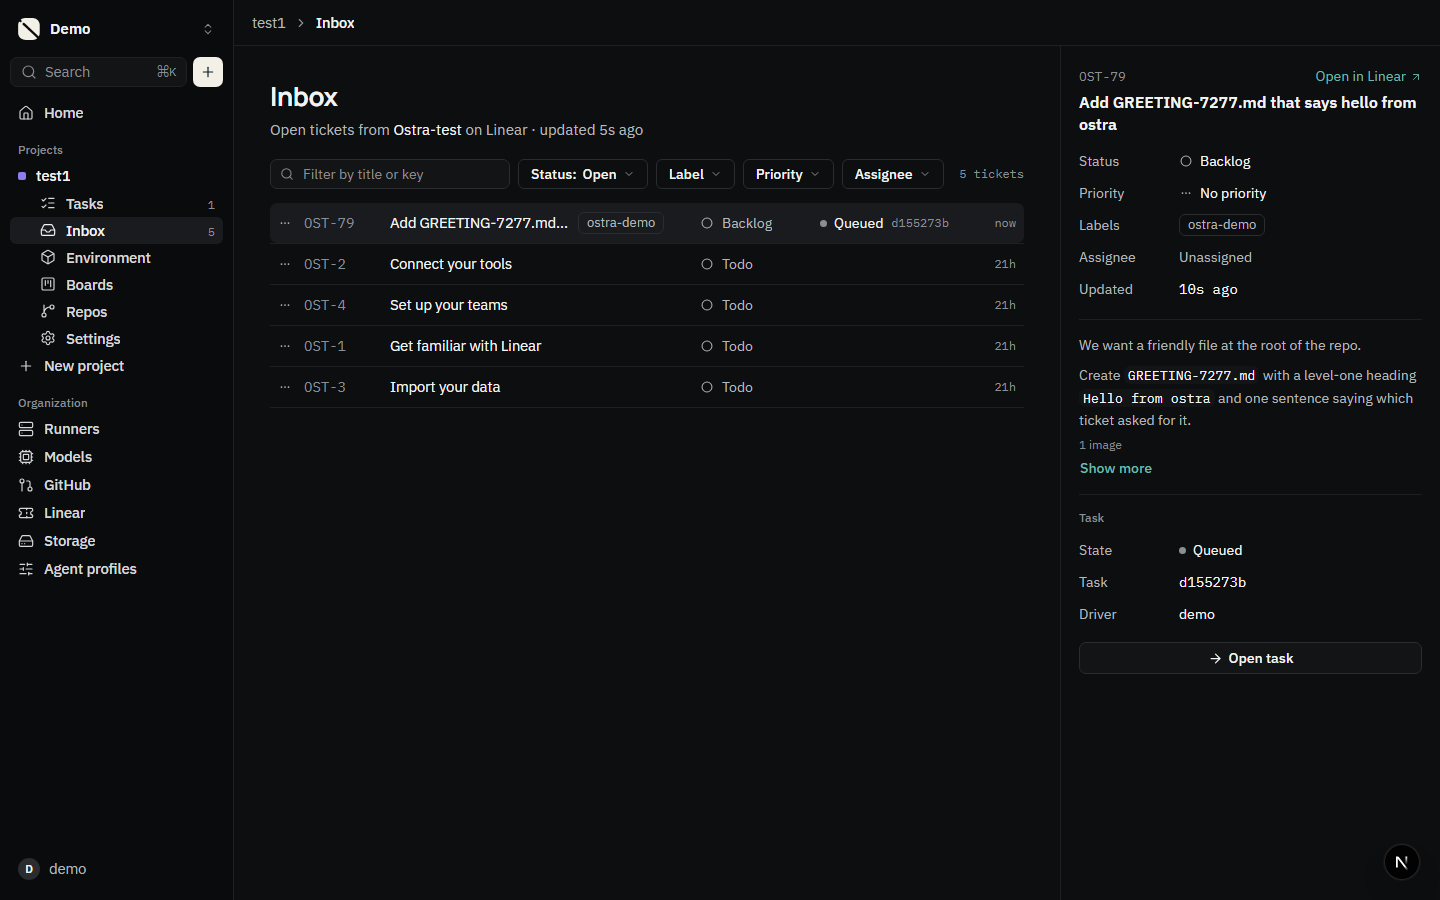 Demo
Search ⌘K
Home
Projects
test1
Tasks 1
Inbox 5
Environment
Boards
Repos
Settings
New project
Organization
Runners
Models
GitHub
Linear
Storage
Agent profiles
D demo
test1 > Inbox
Inbox
Open tickets from Ostra-test on Linear · updated 5s ago
Filter by title or key Status: Open Label Priority Assignee 5 tickets
OST-79 Add GREETING-7277.md... ostra-demo Backlog Queued d155273b now
OST-2 Connect your tools Todo 21h
OST-4 Set up your teams Todo 21h
OST-1 Get familiar with Linear Todo 21h
OST-3 Import your data Todo 21h
OST-79 Open in Linear ↗
Add GREETING-7277.md that says hello from
ostra
Status Backlog
Priority No priority
Labels ostra-demo
Assignee Unassigned
Updated 10s ago
We want a friendly file at the root of the repo.
Create GREETING-7277.md with a level-one heading
Hello from ostra and one sentence saying which
ticket asked for it.
1 image
Show more
Task
State Queued
Task d155273b
Driver demo
→ Open task
N